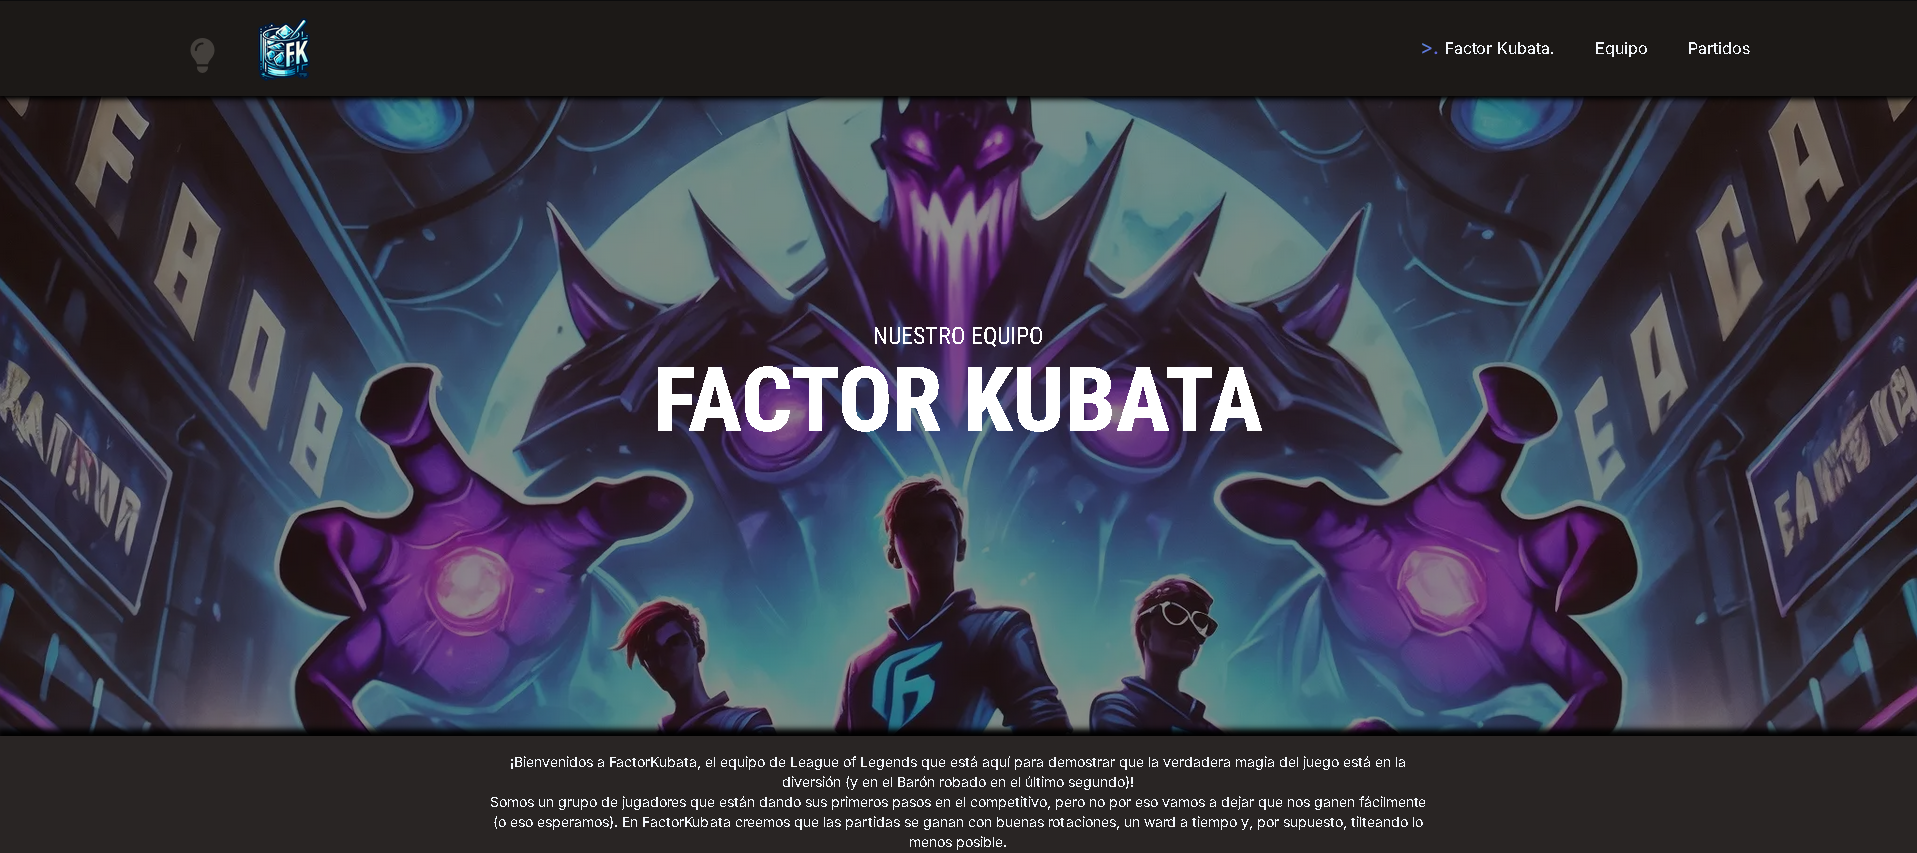 FK
>. Factor Kubata. Equipo Partidos
NUESTRO EQUIPO
FACTOR KUBATA
¡Bienvenidos a FactorKubata, el equipo de League of Legends que está aquí para demostrar que la verdadera magia del juego está en la
diversión (y en el Barón robado en el último segundo)!
Somos un grupo de jugadores que están dando sus primeros pasos en el competitivo, pero no por eso vamos a dejar que nos ganen fácilmente
(o eso esperamos). En FactorKubata creemos que las partidas se ganan con buenas rotaciones, un ward a tiempo y, por supuesto, tilteando lo
menos posible.